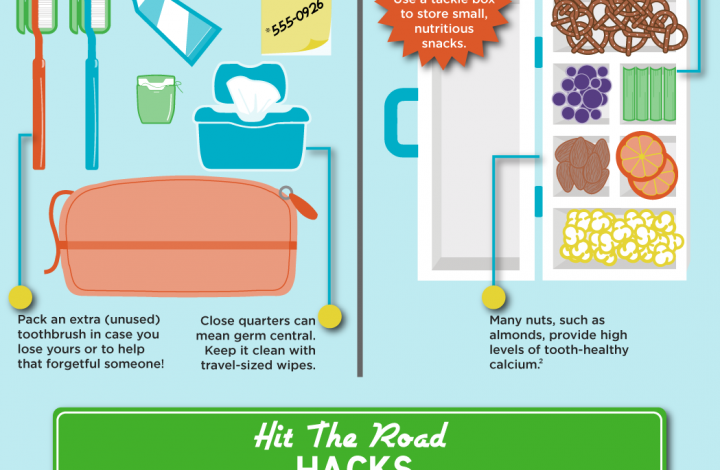 555-0926
Use a tackle box
to store small,
nutritious
snacks.
Pack an extra (unused)
toothbrush in case you
lose yours or to help
that forgetful someone!
Close quarters can
mean germ central.
Keep it clean with
travel-sized wipes.
Many nuts, such as
almonds, provide high
levels of tooth-healthy
calcium.²
Hit The Road
HACKS